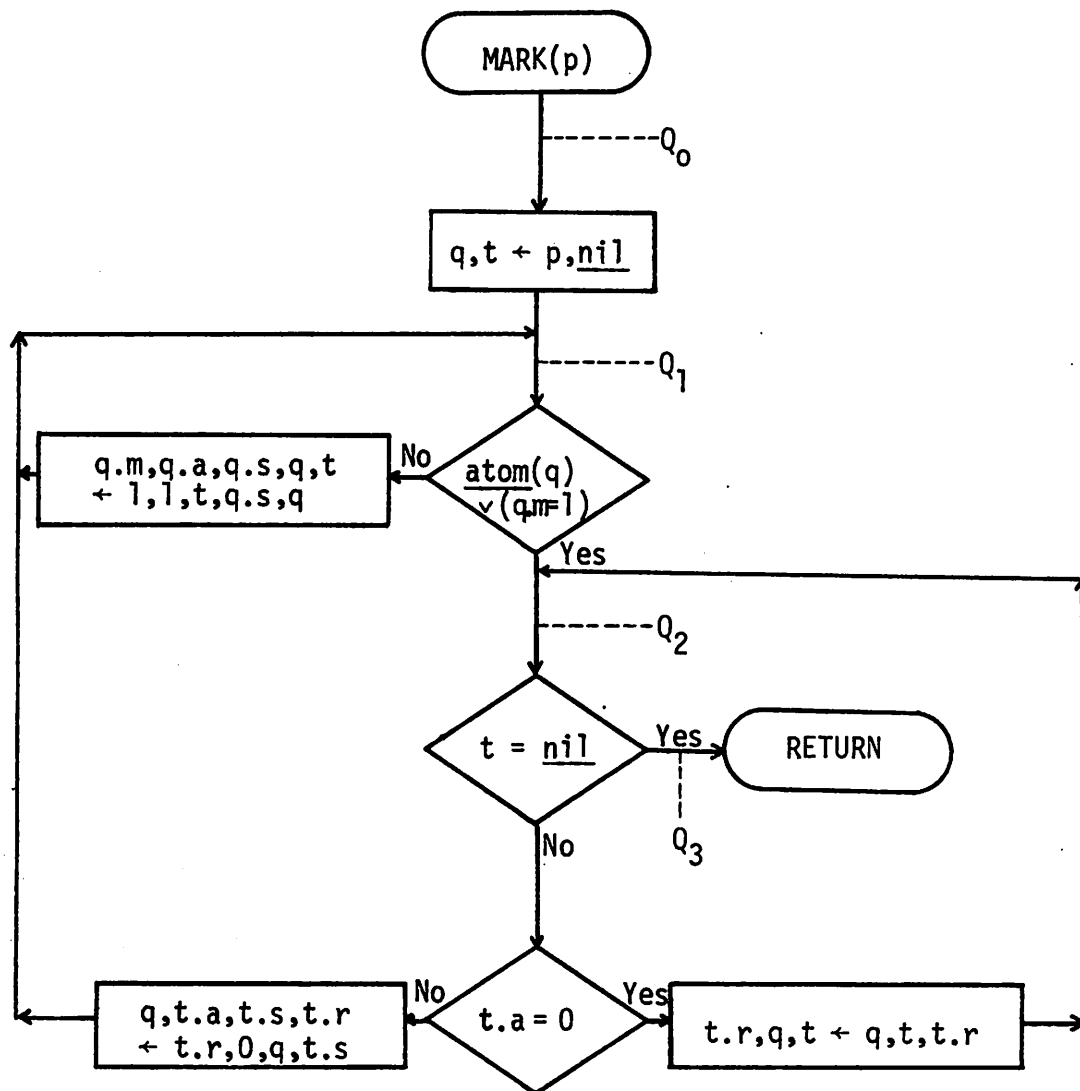 MARK(p)
Q₀
q,t ← p,nil
Q₁
q.m,q.a,q.s,q,t
← 1,1,t,q.s,q
No
atom(q)
∨(q.m=1)
Yes
Q₂
t = nil
Yes
RETURN
Q₃
No
q,t.a,t.s,t.r
← t.r,0,q,t.s
No
t.a = 0
Yes
t.r,q,t ← q,t,t.r